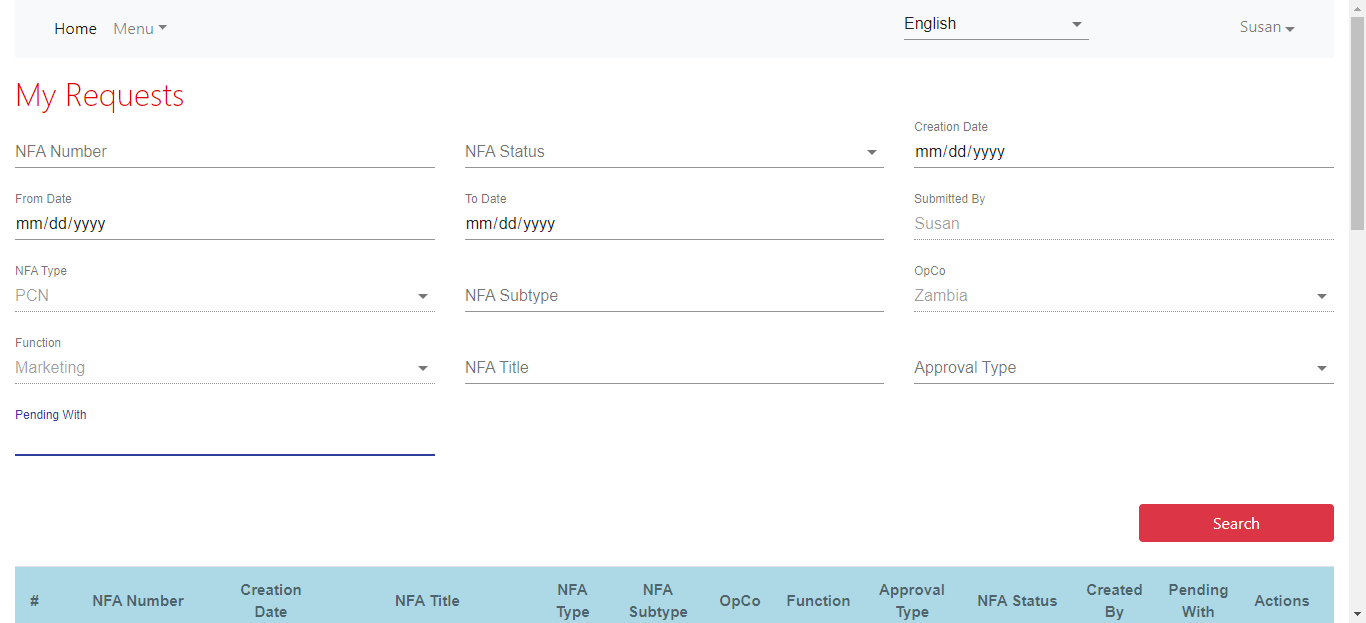 Home Menu English Susan
My Requests
Creation Date
NFA Number NFA Status mm/dd/yyyy
From Date To Date Submitted By
mm/dd/yyyy mm/dd/yyyy Susan
NFA Type OpCo
PCN NFA Subtype Zambia
Function
Marketing NFA Title Approval Type
Pending With
Search
# NFA Number Creation Date NFA Title NFA Type NFA Subtype OpCo Function Approval Type NFA Status Created By Pending With Actions